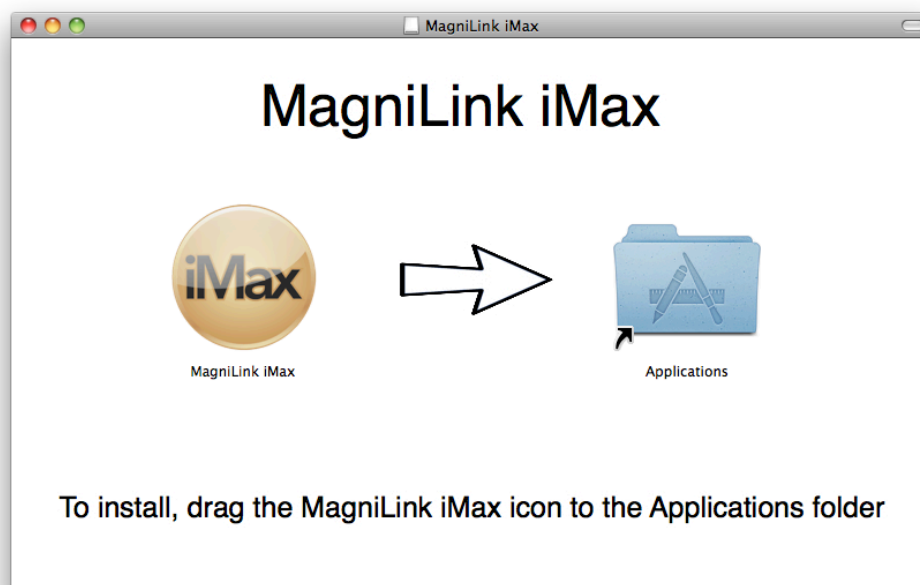 MagniLink iMax
MagniLink iMax
iMax
MagniLink iMax
Applications
To install, drag the MagniLink iMax icon to the Applications folder